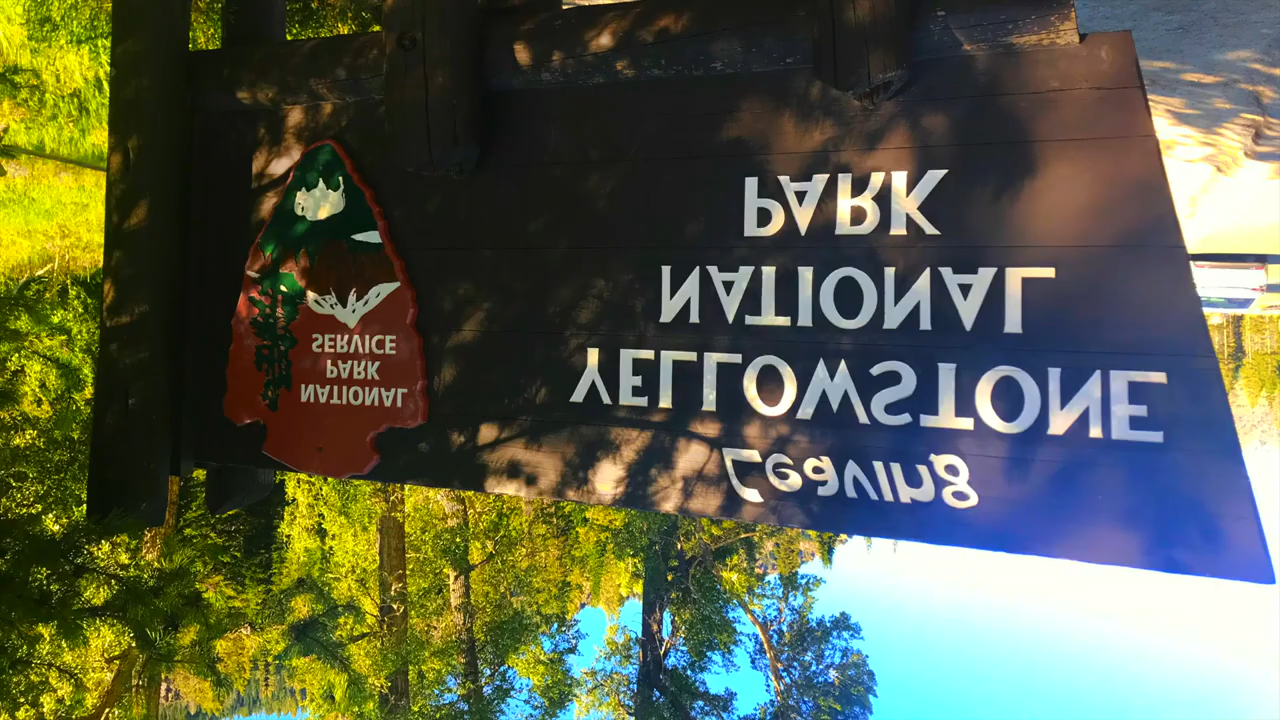 Leaving
YELLOWSTONE
NATIONAL
PARK
NATIONAL
PARK
SERVICE